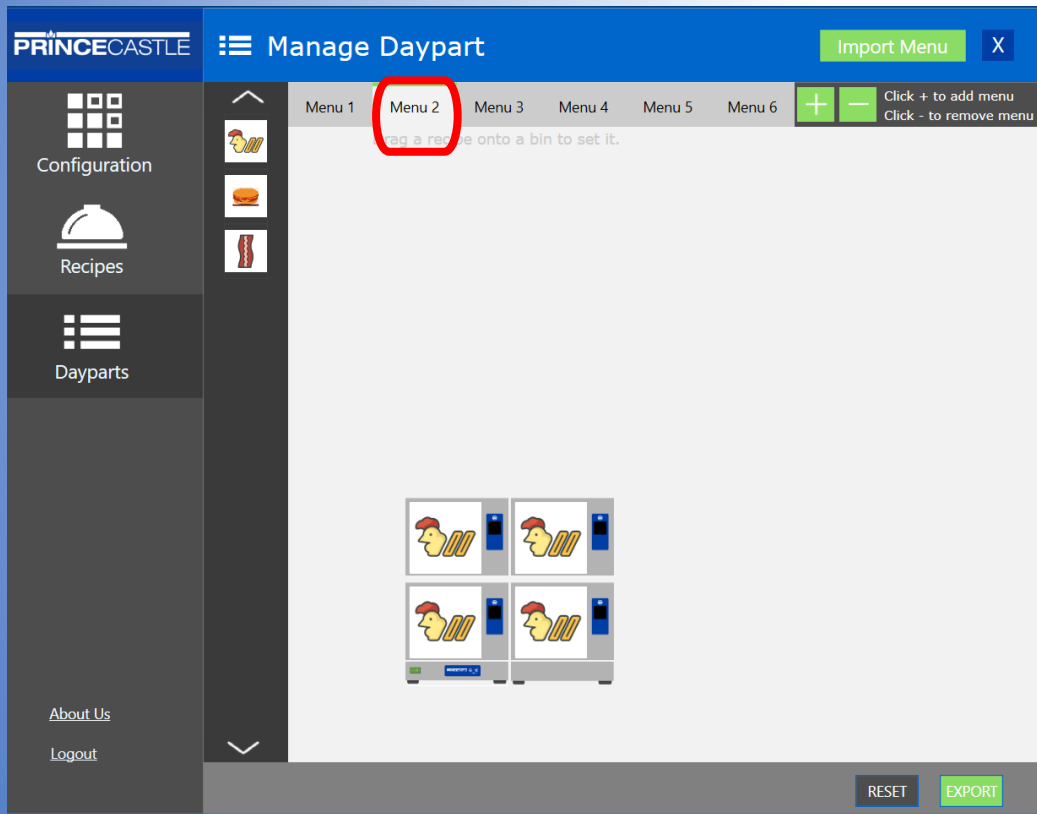 PRINCECASTLE
Manage Daypart
Import Menu
X
Menu 1
Menu 2
Menu 3
Menu 4
Menu 5
Menu 6
Click + to add menu
Click - to remove menu
Drag a recipe onto a bin to set it.
Configuration
Recipes
Dayparts
About Us
Logout
RESET
EXPORT